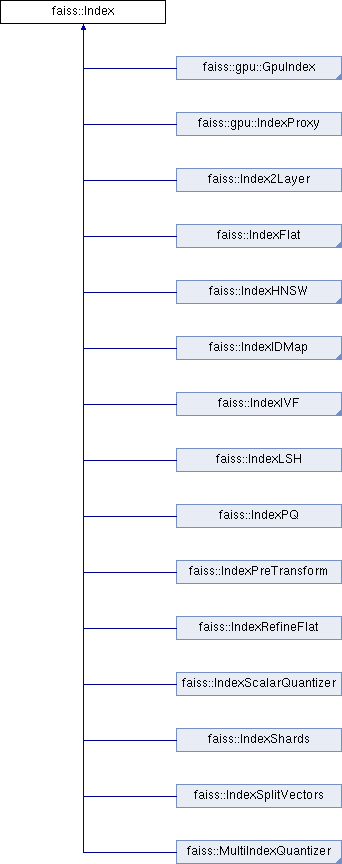 faiss::Index
faiss::gpu::GpuIndex
faiss::gpu::IndexProxy
faiss::Index2Layer
faiss::IndexFlat
faiss::IndexHNSW
faiss::IndexIDMap
faiss::IndexIVF
faiss::IndexLSH
faiss::IndexPQ
faiss::IndexPreTransform
faiss::IndexRefineFlat
faiss::IndexScalarQuantizer
faiss::IndexShards
faiss::IndexSplitVectors
faiss::MultiIndexQuantizer